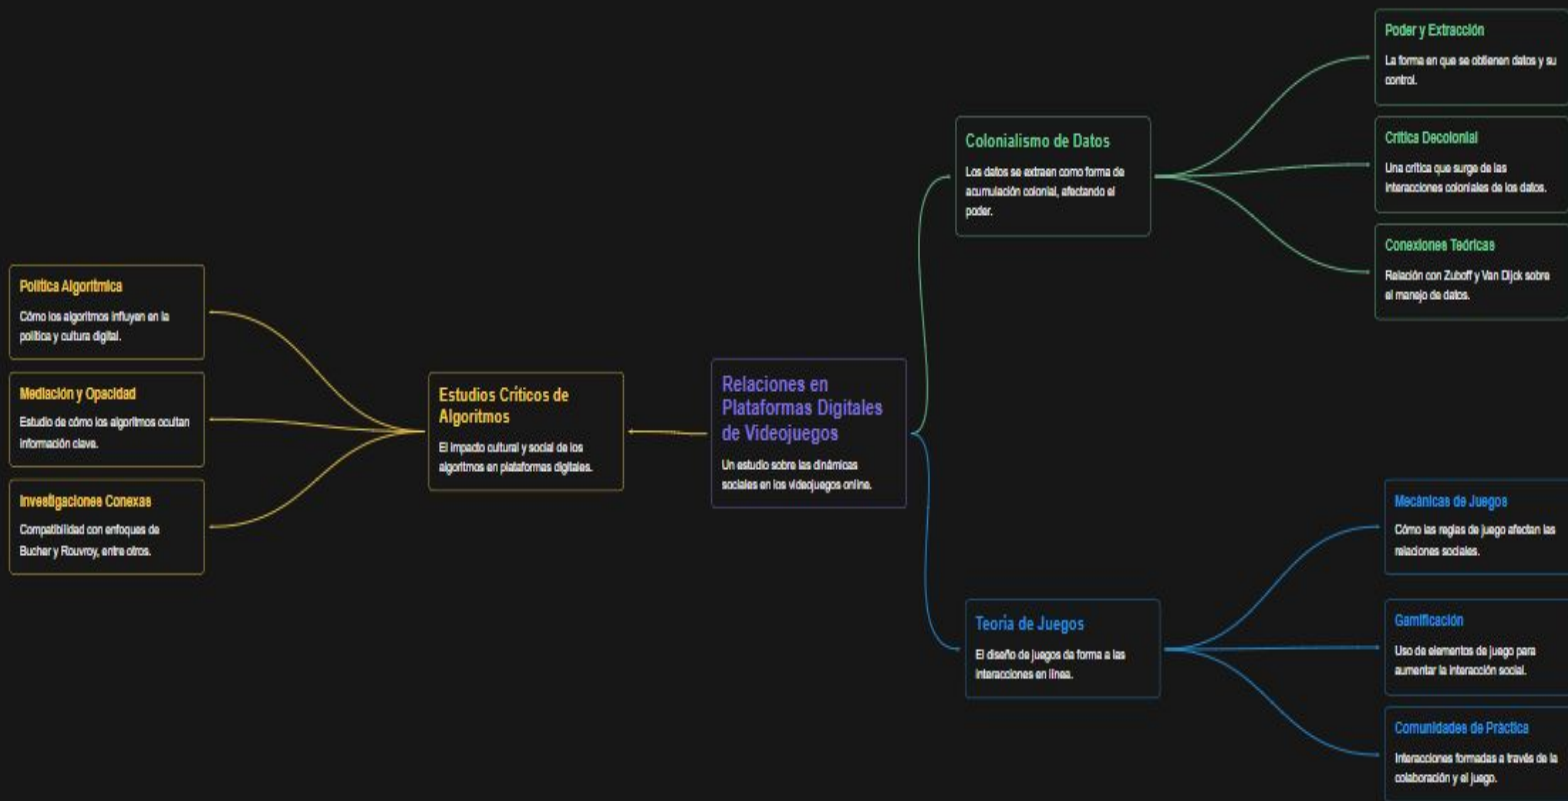 Política Algorítmica
Cómo los algoritmos influyen en la
política y cultura digital.
Mediación y Opacidad
Estudio de cómo los algoritmos ocultan
información clave.
Investigaciones Conexas
Compatibilidad con enfoques de
Bucher y Rouvroy, entre otros.
Estudios Críticos de
Algoritmos
El impacto cultural y social de los
algoritmos en plataformas digitales.
Relaciones en
Plataformas Digitales
de Videojuegos
Un estudio sobre las dinámicas
sociales en los videojuegos online.
Colonialismo de Datos
Los datos se extraen como forma de
acumulación colonial, afectando el
poder.
Poder y Extracción
La forma en que se obtienen datos y su
control.
Crítica Decolonial
Una crítica que surge de las
interacciones coloniales de los datos.
Conexiones Teóricas
Relación con Zuboff y Van Dijck sobre
el manejo de datos.
Teoría de Juegos
El diseño de juegos da forma a las
interacciones en línea.
Mecánicas de Juegos
Cómo las reglas de juego afectan las
relaciones sociales.
Gamificación
Uso de elementos de juego para
aumentar la interacción social.
Comunidades de Práctica
Interacciones formadas a través de la
colaboración y el juego.